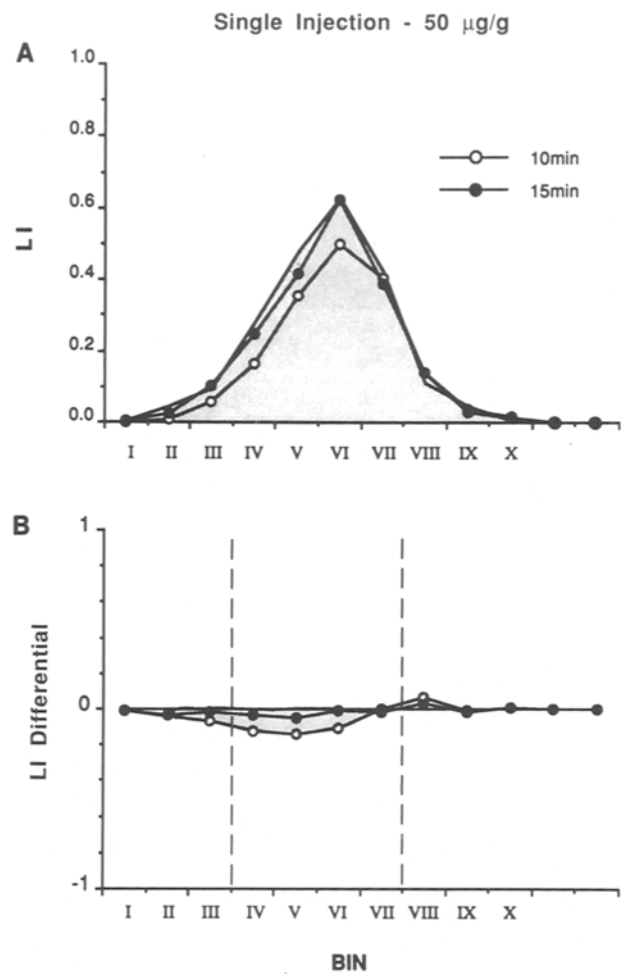 Single Injection - 50 μg/g
A
1.0
0.8
0.6
0.4
0.2
0.0
LI
10min
15min
I II III IV V VI VII VIII IX X
B
1
0
-1
LI Differential
I II III IV V VI VII VIII IX X
BIN